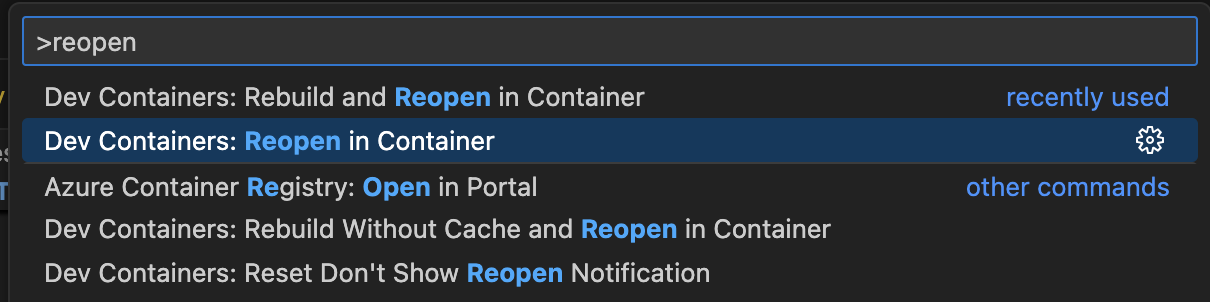 >reopen
Dev Containers: Rebuild and Reopen in Container recently used
Dev Containers: Reopen in Container
Azure Container Registry: Open in Portal other commands
Dev Containers: Rebuild Without Cache and Reopen in Container
Dev Containers: Reset Don't Show Reopen Notification